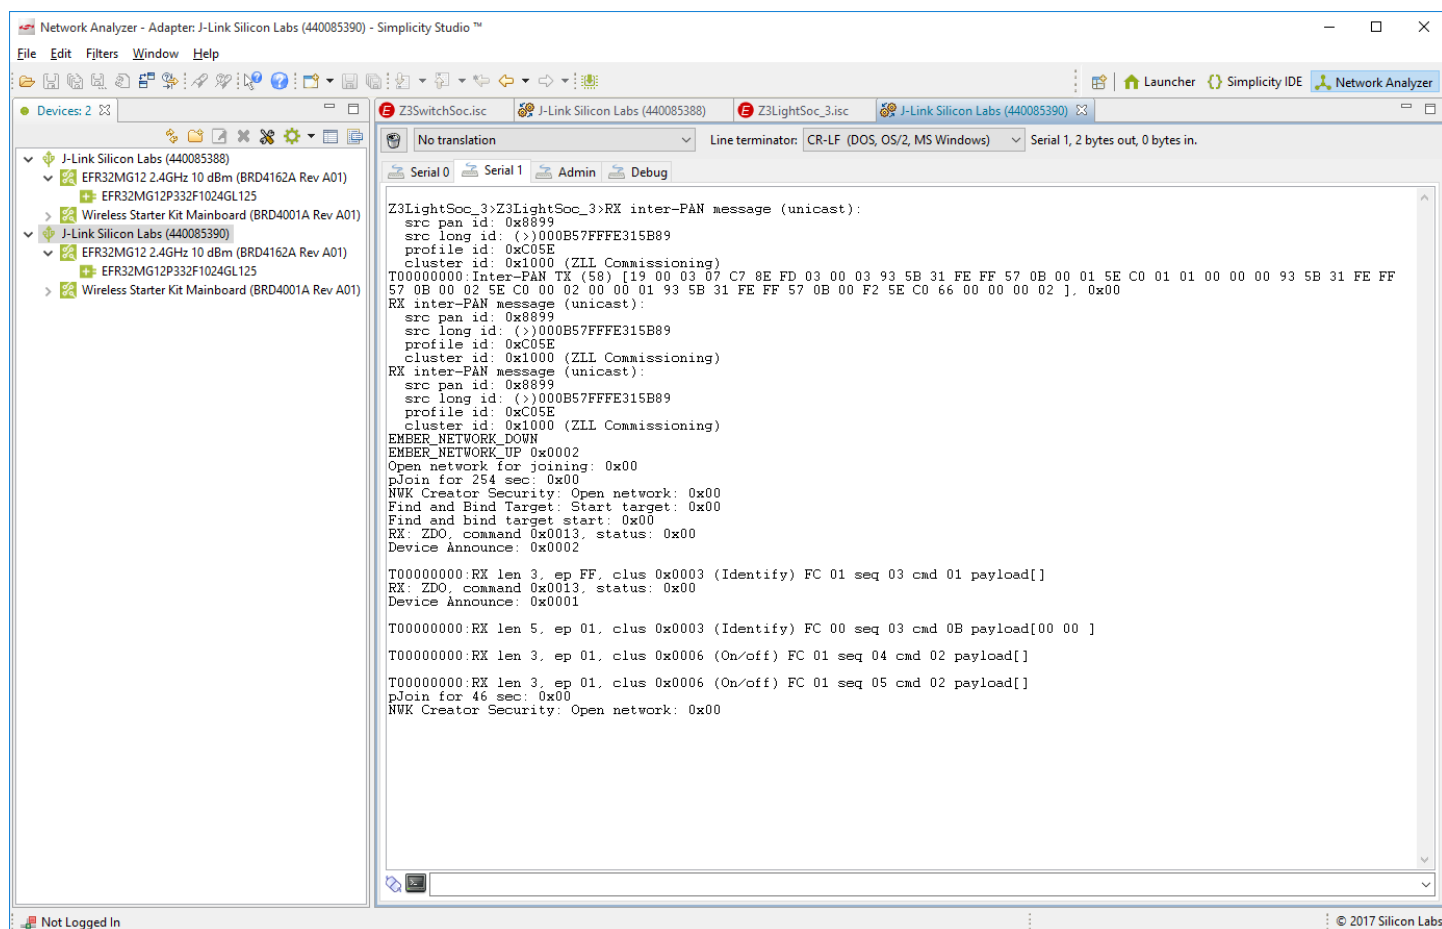 Network Analyzer - Adapter: J-Link Silicon Labs (440085390) - Simplicity Studio ™
File Edit Filters Window Help
Launcher {} Simplicity IDE Network Analyzer
Devices: 2
Z3SwitchSoc.isc J-Link Silicon Labs (440085388) Z3LightSoc_3.isc J-Link Silicon Labs (440085390)
No translation Line terminator: CR-LF (DOS, OS/2, MS Windows) Serial 1, 2 bytes out, 0 bytes in.
J-Link Silicon Labs (440085388)
EFR32MG12 2.4GHz 10 dBm (BRD4162A Rev A01)
EFR32MG12P332F1024GL125
Wireless Starter Kit Mainboard (BRD4001A Rev A01)
J-Link Silicon Labs (440085390)
EFR32MG12 2.4GHz 10 dBm (BRD4162A Rev A01)
EFR32MG12P332F1024GL125
Wireless Starter Kit Mainboard (BRD4001A Rev A01)
Serial 0 Serial 1 Admin Debug
Z3LightSoc_3>Z3LightSoc_3>RX inter-PAN message (unicast):
src pan id: 0x8899
src long id: (>)000B57FFFE315B89
profile id: 0xC05E
cluster id: 0x1000 (ZLL Commissioning)
T00000000:Inter-PAN TX (58) [19 00 03 07 C7 8E FD 03 00 03 93 5B 31 FE FF 57 0B 00 01 5E C0 01 01 00 00 00 93 5B 31 FE FF
57 0B 00 02 5E C0 00 02 00 00 01 93 5B 31 FE FF 57 0B 00 F2 5E C0 66 00 00 00 02 ], 0x00
RX inter-PAN message (unicast):
src pan id: 0x8899
src long id: (>)000B57FFFE315B89
profile id: 0xC05E
cluster id: 0x1000 (ZLL Commissioning)
RX inter-PAN message (unicast):
src pan id: 0x8899
src long id: (>)000B57FFFE315B89
profile id: 0xC05E
cluster id: 0x1000 (ZLL Commissioning)
EMBER_NETWORK_DOWN
EMBER_NETWORK_UP 0x0002
Open network for joining: 0x00
pJoin for 254 sec: 0x00
NWK Creator Security: Open network: 0x00
Find and Bind Target: Start target: 0x00
Find and bind target start: 0x00
RX: ZDO, command 0x0013, status: 0x00
Device Announce: 0x0002
T00000000:RX len 3, ep FF, clus 0x0003 (Identify) FC 01 seq 03 cmd 01 payload[]
RX: ZDO, command 0x0013, status: 0x00
Device Announce: 0x0001
T00000000:RX len 5, ep 01, clus 0x0003 (Identify) FC 00 seq 03 cmd 0B payload[00 00 ]
T00000000:RX len 3, ep 01, clus 0x0006 (On/off) FC 01 seq 04 cmd 02 payload[]
T00000000:RX len 3, ep 01, clus 0x0006 (On/off) FC 01 seq 05 cmd 02 payload[]
pJoin for 46 sec: 0x00
NWK Creator Security: Open network: 0x00
Not Logged In
© 2017 Silicon Labs